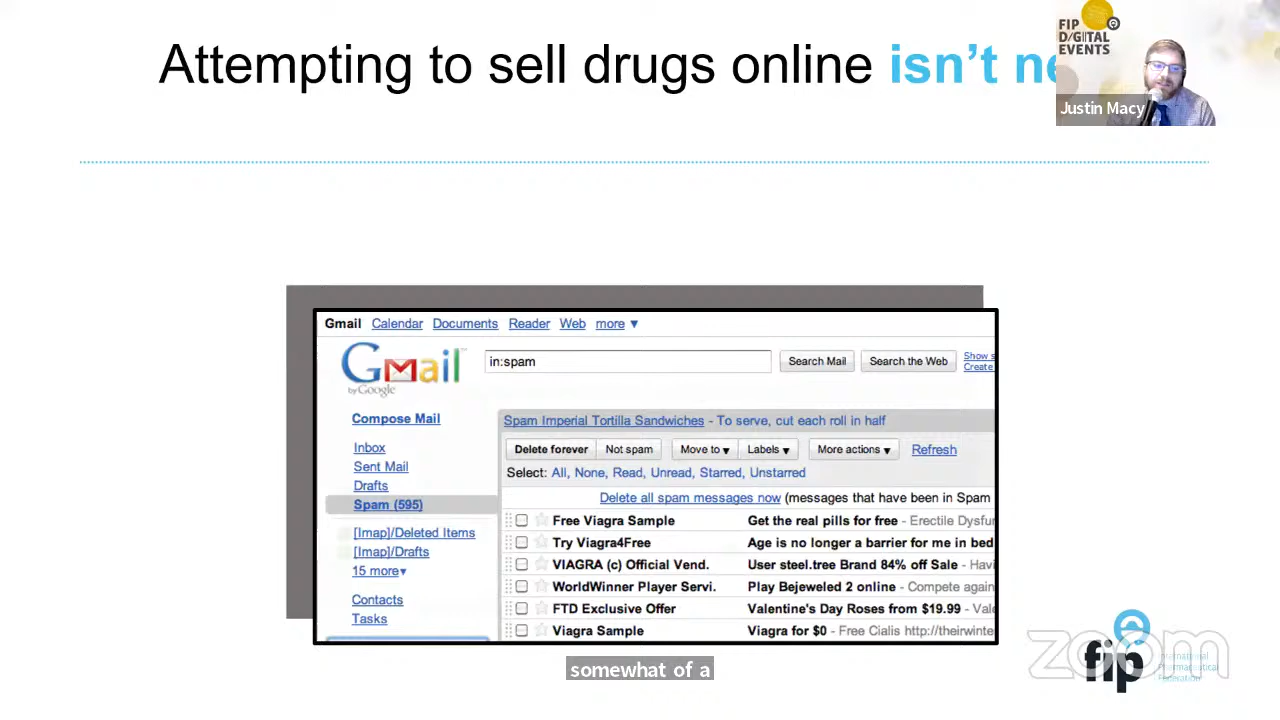 Attempting to sell drugs online isn't
FIP
DIGITAL
EVENTS
Justin Macy
Gmail Calendar Documents Reader Web more ▼
Gmail
by Google
in:spam
Search Mail
Search the Web
Show
Create
Compose Mail
Inbox
Sent Mail
Drafts
Spam (595)
[Imap]/Deleted Items
[Imap]/Drafts
15 more▼
Contacts
Tasks
Spam Imperial Tortilla Sandwiches - To serve, cut each roll in half
Delete forever Not spam Move to ▼ Labels ▼ More actions ▼ Refresh
Select: All, None, Read, Unread, Starred, Unstarred
Delete all spam messages now (messages that have been in Spam
Free Viagra Sample Get the real pills for free - Erectile
Try Viagra4Free Age is no longer a barrier for me in bed
VIAGRA (c) Official Vend. User steel.tree Brand 84% off Sale -
WorldWinner Player Servi. Play Bejeweled 2 online - Compete again
FTD Exclusive Offer Valentine's Day Roses from $19.99 -
Viagra Sample Viagra for $0 - Free Cialis http://theirwinte
somewhat of a
zoom
fip
International
Pharmaceutical
Federation